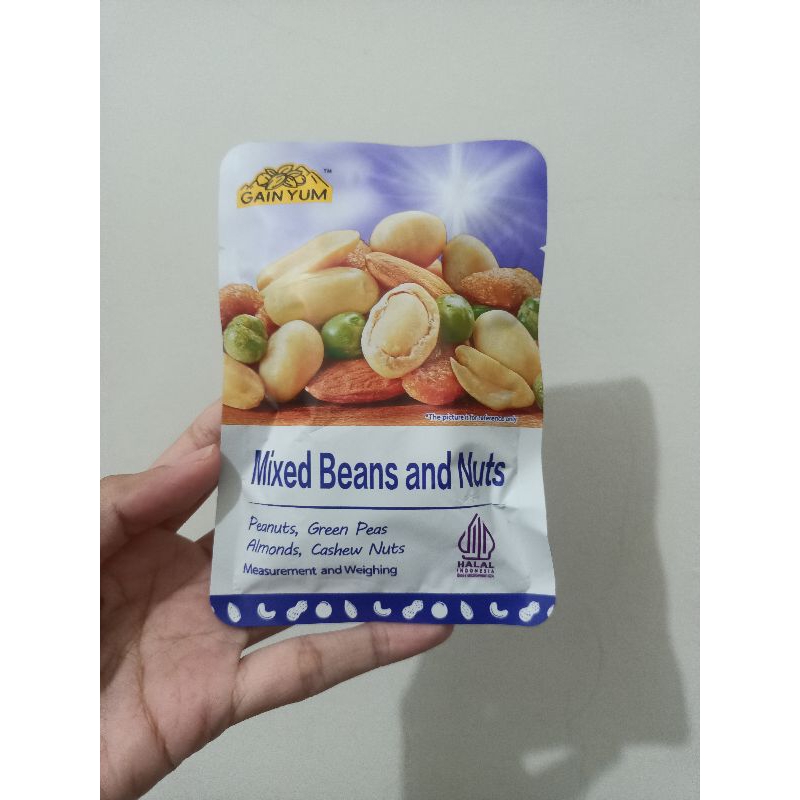 GAIN YUM TM
*The picture is for reference only
Mixed Beans and Nuts
Peanuts, Green Peas
Almonds, Cashew Nuts
Measurement and Weighing
HALAL
INDONESIA